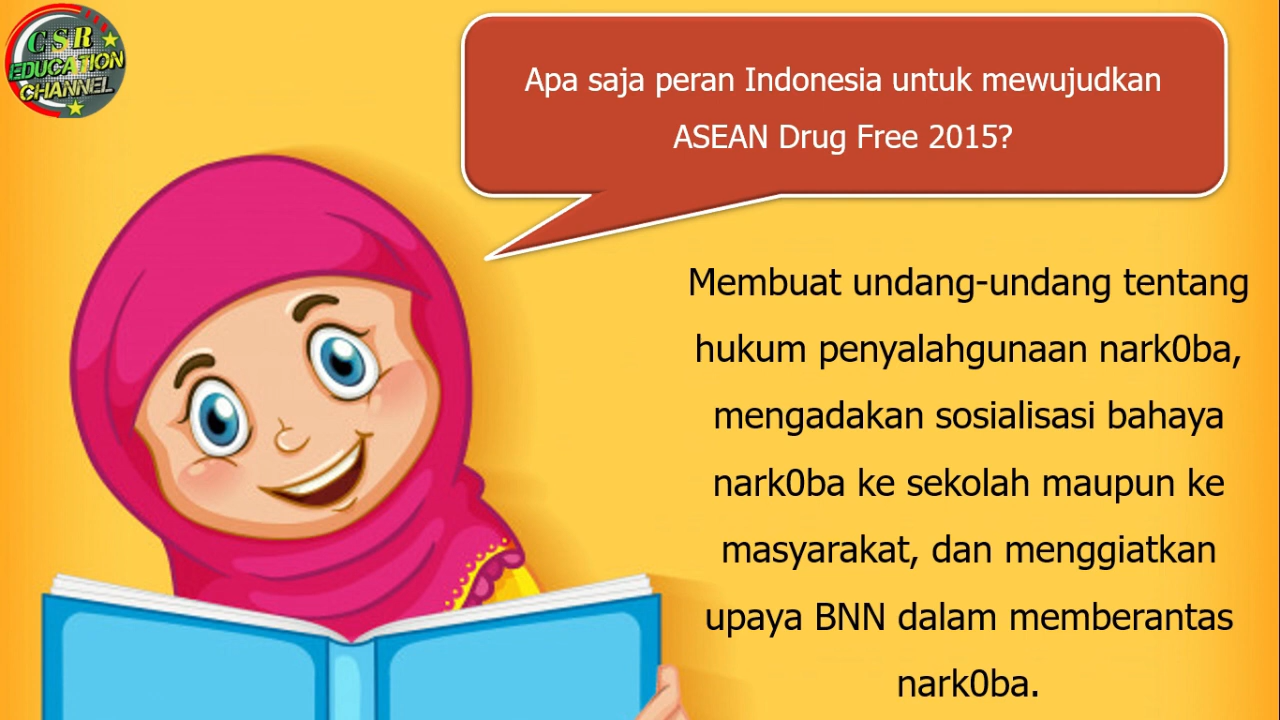 CSR
EDUCATION
CHANNEL
Apa saja peran Indonesia untuk mewujudkan
ASEAN Drug Free 2015?
Membuat undang-undang tentang
hukum penyalahgunaan nark0ba,
mengadakan sosialisasi bahaya
nark0ba ke sekolah maupun ke
masyarakat, dan menggiatkan
upaya BNN dalam memberantas
nark0ba.